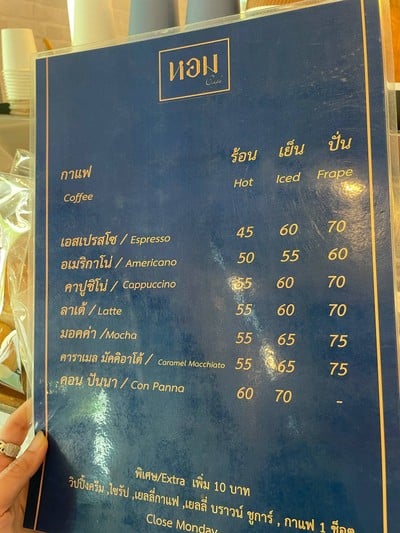 หอม
Cafe
กาแฟ ร้อน เย็น ปั่น
Coffee Hot Iced Frape
เอสเปรสโซ / Espresso 45 60 70
อเมริกาโน่ / Americano 50 55 60
คาปูชิโน่ / Cappuccino 55 60 70
ลาเต้ / Latte 55 60 70
มอคค่า /Mocha 55 65 75
คาราเมล มัคคิอาโต้ / Caramel Macchiato 55 65 75
คอน ปันนา / Con Panna 60 70 -
พิเศษ/Extra เพิ่ม 10 บาท
วิปปิ้งครีม ,ไซรัป ,เยลลี่กาแฟ ,เยลลี่ บราวน์ ชูการ์ , กาแฟ 1 ช็อต
Close Monday